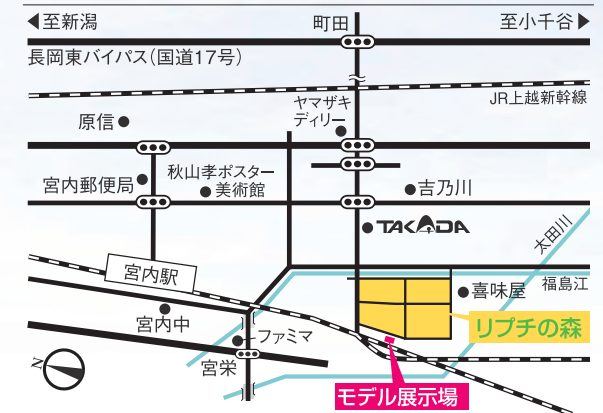 ◀至新潟
町田
至小千谷▶
長岡東バイパス(国道17号)
JR上越新幹線
ヤマザキ
デイリー
原信
秋山孝ポスター
美術館
宮内郵便局
吉乃川
TAKADA
太田川
宮内駅
福島江
喜味屋
宮内中
ファミマ
リプチの森
宮栄
モデル展示場
N